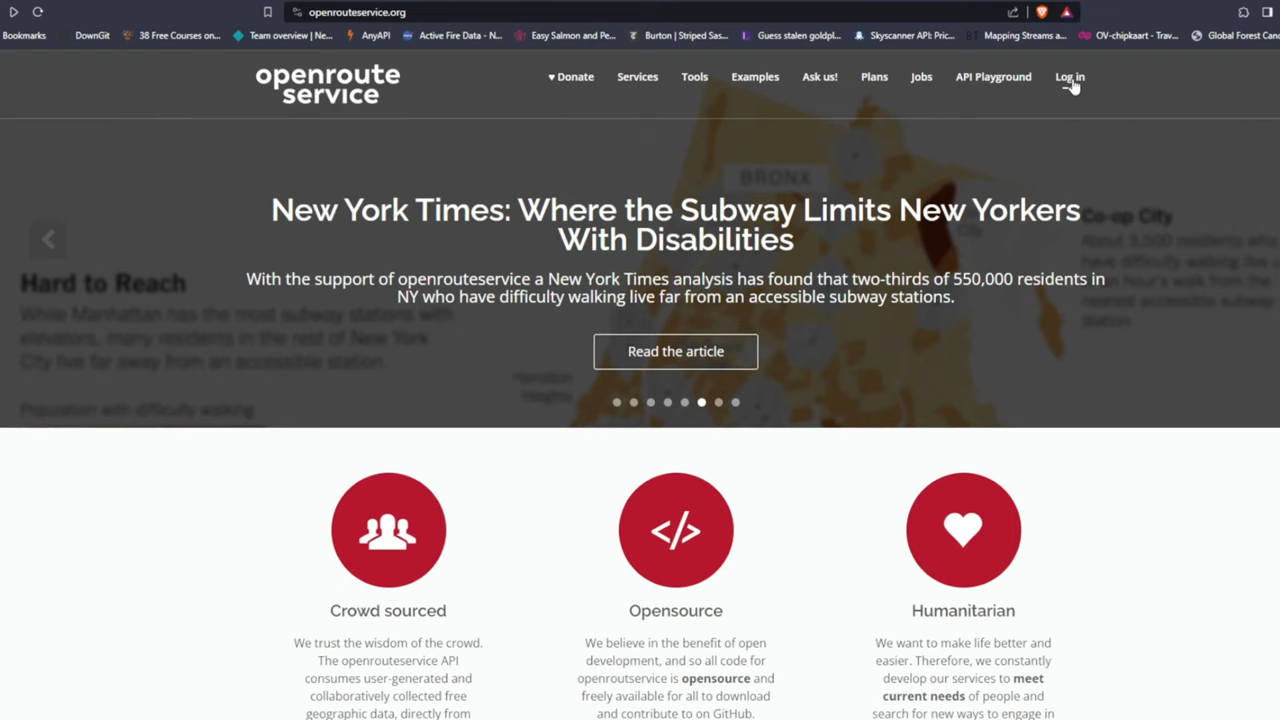 openrouteservice.org
Bookmarks
DownGit
38 Free Courses on...
Team overview | Ne...
AnyAPI
Active Fire Data - N...
Easy Salmon and Pe...
Burton | Striped Sas...
Guess stalen goldpl...
Skyscanner API: Pric...
Mapping Streams a...
OV-chipkaart - Trav...
Global Forest Canc
openroute
service
♥ Donate
Services
Tools
Examples
Ask us!
Plans
Jobs
API Playground
Log in
BRONX
Co-op City
City
About 3,500 residents who
have difficulty walking live
an hour's walk from the
nearest accessible subway
station.
New York Times: Where the Subway Limits New Yorkers
With Disabilities
Hard to Reach
While Manhattan has the most subway stations with
elevators, many residents in the rest of New York
City live far away from an accessible station.
With the support of openrouteservice a New York Times analysis has found that two-thirds of 550,000 residents in
NY who have difficulty walking live far from an accessible subway stations.
Read the article
Hamilton
Heights
Population with difficulty walking
</>
Crowd sourced
We trust the wisdom of the crowd.
The openrouteservice API
consumes user-generated and
collaboratively collected free
geographic data, directly from
Opensource
We believe in the benefit of open
development, and so all code for
openroutservice is opensource and
freely available for all to download
and contribute to on GitHub.
Humanitarian
We want to make life better and
easier. Therefore, we constantly
develop our services to meet
current needs of people and
search for new ways to engage in